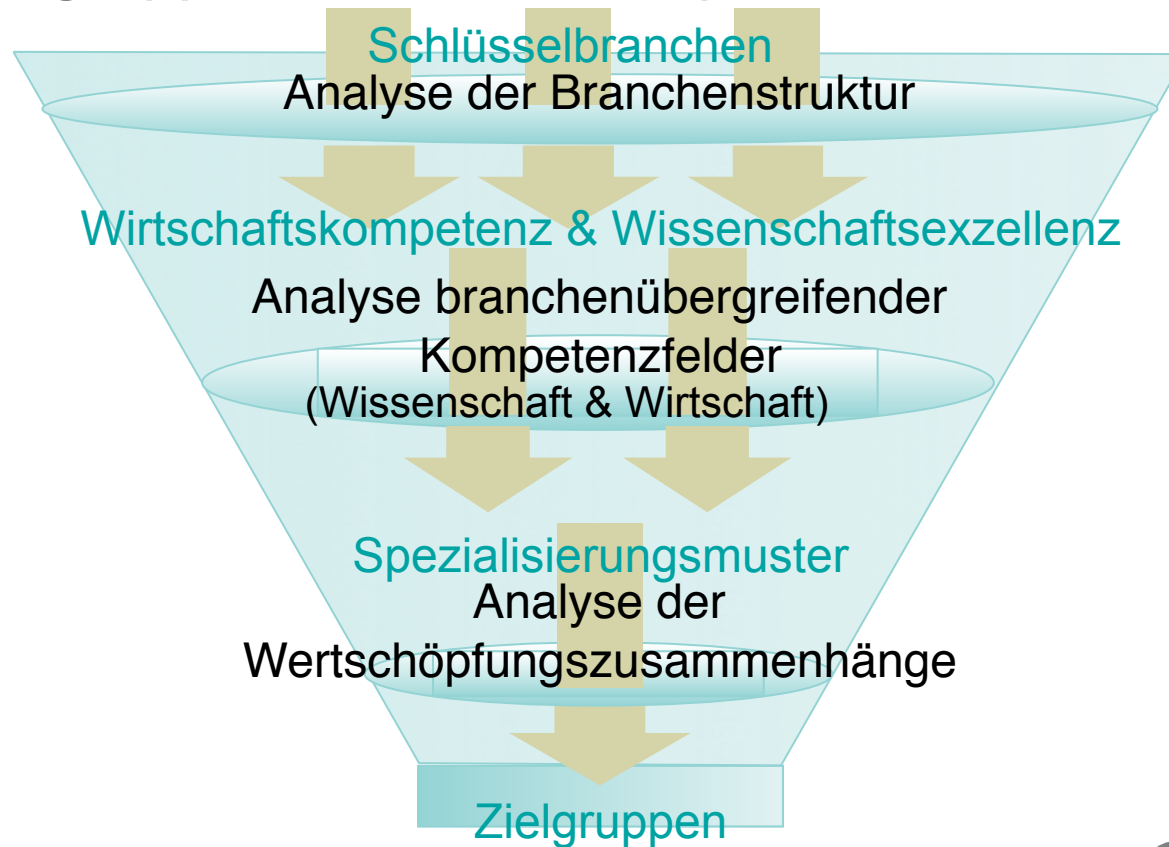 Schlüsselbranchen
Analyse der Branchenstruktur
Wirtschaftskompetenz & Wissenschaftsexzellenz
Analyse branchenübergreifender
Kompetenzfelder
(Wissenschaft & Wirtschaft)
Spezialisierungsmuster
Analyse der
Wertschöpfungszusammenhänge
Zielgruppen